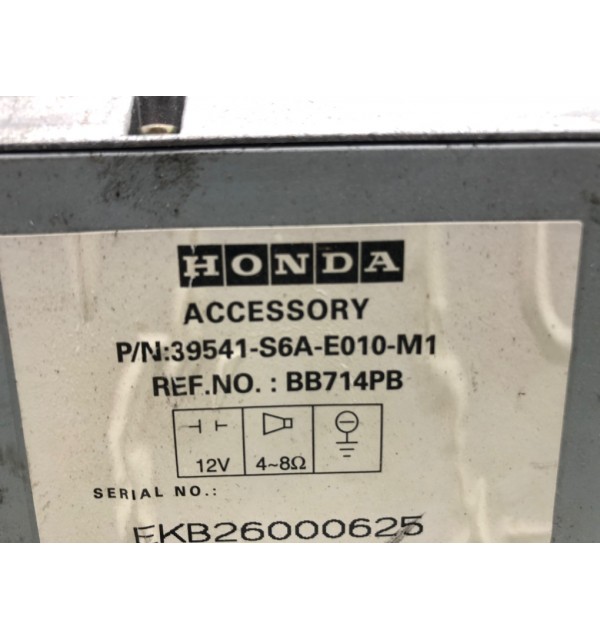 HONDA
ACCESSORY
P/N:39541-S6A-E010-M1
REF.NO. : BB714PB
12V 4~8Ω
SERIAL NO.:
EKB26000625